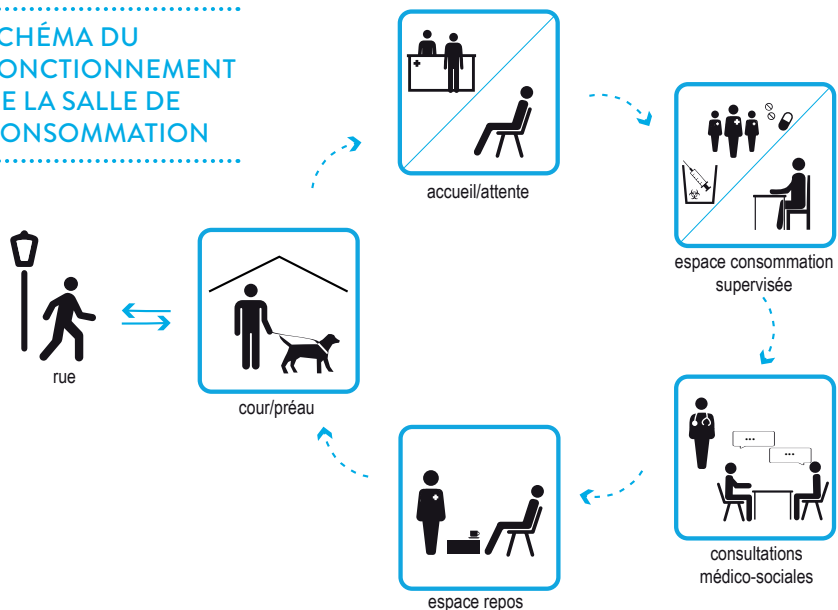 CHÉMA DU
ONCTIONNEMENT
E LA SALLE DE
ONSOMMATION
accueil/attente
espace consommation
supervisée
rue
cour/préau
...
...
consultations
médico-sociales
espace repos